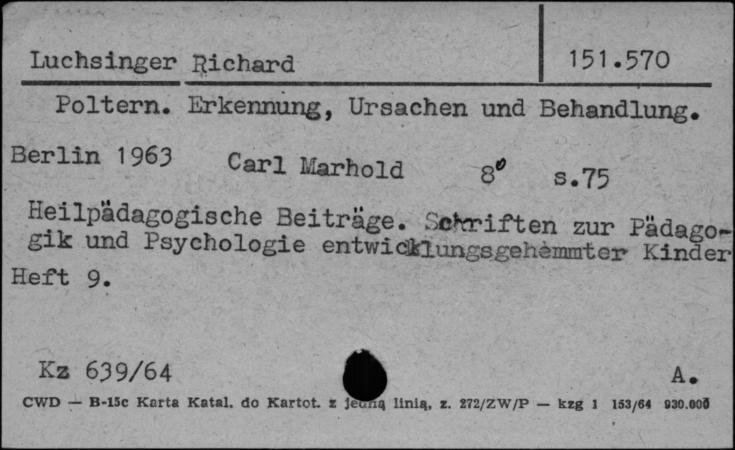 Luchsinger Richard 151.570
Poltern. Erkennung, Ursachen und Behandlung.
Berlin 1963 Carl Marhold 8⁰ s.75
Heilpädagogische Beiträge. Schriften zur Pädago-
gik und Psychologie entwicklungsgehemmter Kinder
Heft 9.
Kz 639/64 A.
CWD — B-15c Karta Katal. do Kartot. z jedną linią, z. 272/ZW/P — kzg 1 153/64 930.000